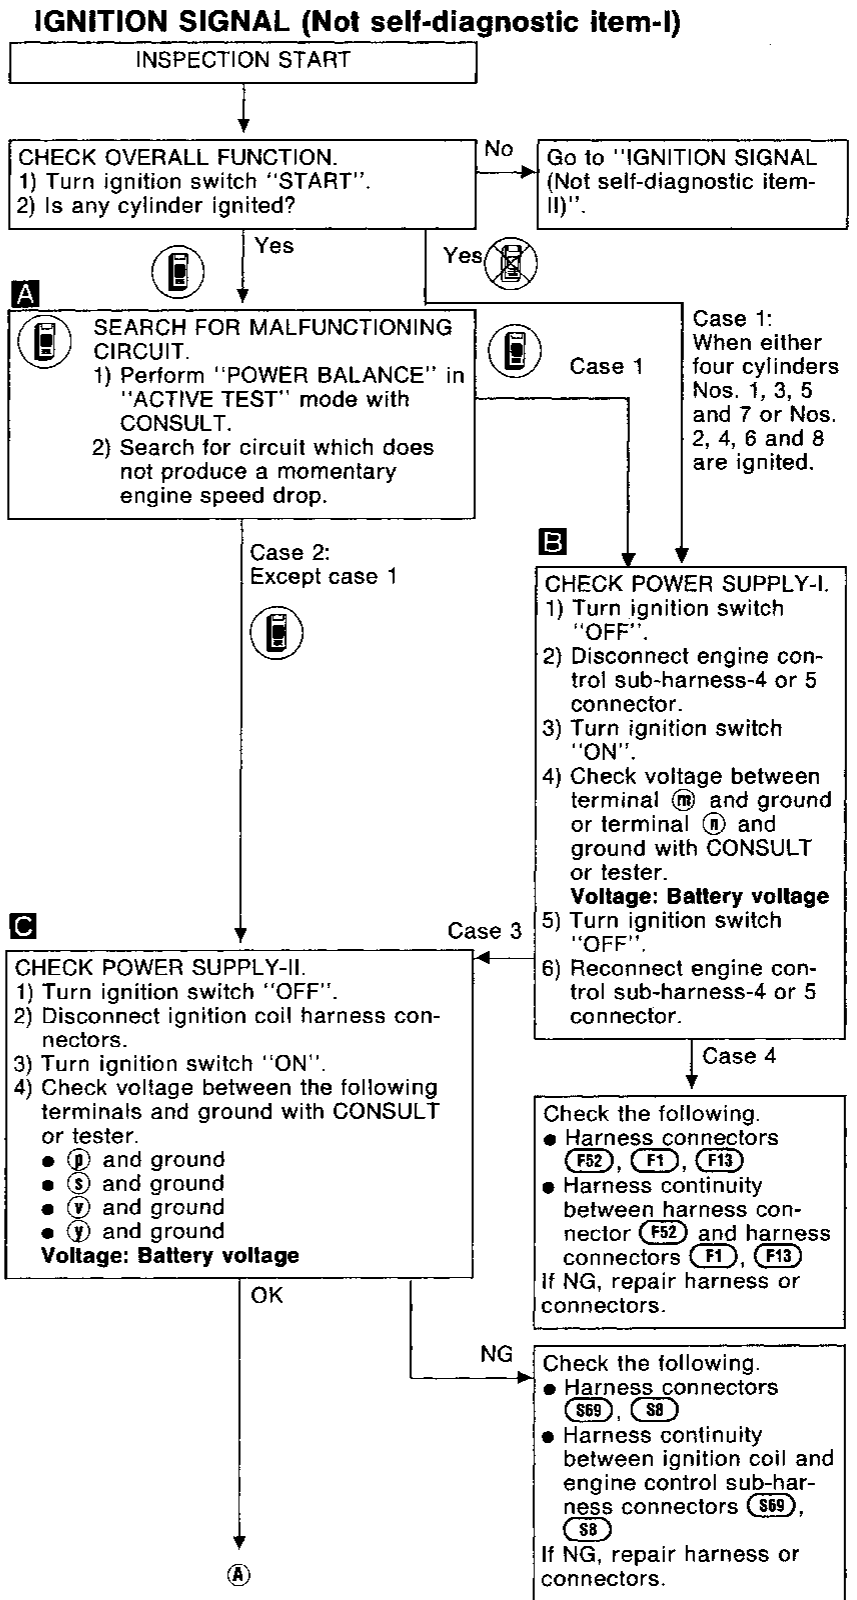 IGNITION SIGNAL (Not self-diagnostic item-I)
INSPECTION START
CHECK OVERALL FUNCTION.
1) Turn ignition switch "START".
2) Is any cylinder ignited?
No
Go to "IGNITION SIGNAL
(Not self-diagnostic item-
II)".
Yes
Yes
A
SEARCH FOR MALFUNCTIONING
CIRCUIT.
1) Perform "POWER BALANCE" in
"ACTIVE TEST" mode with
CONSULT.
2) Search for circuit which does
not produce a momentary
engine speed drop.
Case 1
Case 1:
When either
four cylinders
Nos. 1, 3, 5
and 7 or Nos.
2, 4, 6 and 8
are ignited.
Case 2:
Except case 1
B
CHECK POWER SUPPLY-I.
1) Turn ignition switch
"OFF".
2) Disconnect engine con-
trol sub-harness-4 or 5
connector.
3) Turn ignition switch
"ON".
4) Check voltage between
terminal m and ground
or terminal n and
ground with CONSULT
or tester.
Voltage: Battery voltage
5) Turn ignition switch
"OFF".
6) Reconnect engine con-
trol sub-harness-4 or 5
connector.
Case 3
C
CHECK POWER SUPPLY-II.
1) Turn ignition switch "OFF".
2) Disconnect ignition coil harness con-
nectors.
3) Turn ignition switch "ON".
4) Check voltage between the following
terminals and ground with CONSULT
or tester.
● p and ground
● s and ground
● v and ground
● y and ground
Voltage: Battery voltage
Case 4
Check the following.
● Harness connectors
F52, F1, F13
● Harness continuity
between harness con-
nector F52 and harness
connectors F1, F13
If NG, repair harness or
connectors.
OK
NG
Check the following.
● Harness connectors
S69, S8
● Harness continuity
between ignition coil and
engine control sub-har-
ness connectors S69,
S8
If NG, repair harness or
connectors.
A